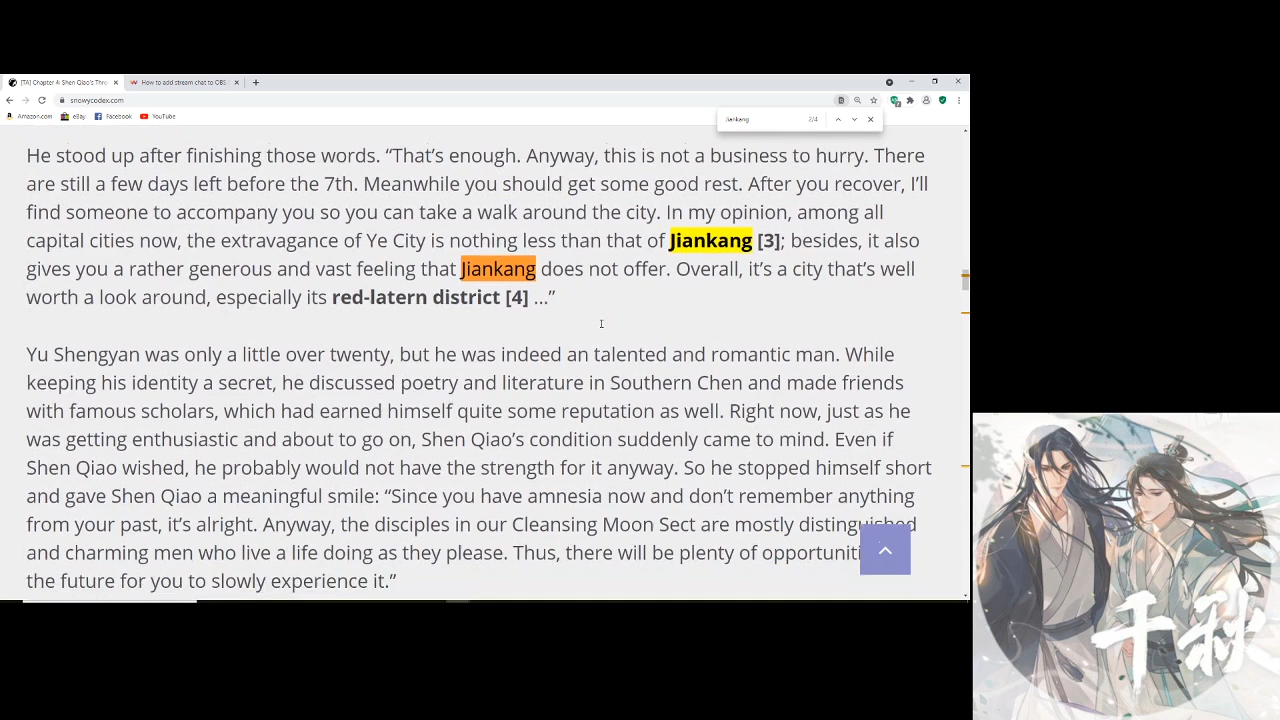 [TA] Chapter 4: Shen Qiao's Thre
How to add stream chat to OBS
snowycodex.com
Amazon.com eBay Facebook YouTube
Jiankang 2/4
He stood up after finishing those words. “That’s enough. Anyway, this is not a business to hurry. There
are still a few days left before the 7th. Meanwhile you should get some good rest. After you recover, I’ll
find someone to accompany you so you can take a walk around the city. In my opinion, among all
capital cities now, the extravagance of Ye City is nothing less than that of Jiankang [3]; besides, it also
gives you a rather generous and vast feeling that Jiankang does not offer. Overall, it’s a city that’s well
worth a look around, especially its red-latern district [4] …”
Yu Shengyan was only a little over twenty, but he was indeed an talented and romantic man. While
keeping his identity a secret, he discussed poetry and literature in Southern Chen and made friends
with famous scholars, which had earned himself quite some reputation as well. Right now, just as he
was getting enthusiastic and about to go on, Shen Qiao’s condition suddenly came to mind. Even if
Shen Qiao wished, he probably would not have the strength for it anyway. So he stopped himself short
and gave Shen Qiao a meaningful smile: “Since you have amnesia now and don’t remember anything
from your past, it’s alright. Anyway, the disciples in our Cleansing Moon Sect are mostly distinguished
and charming men who live a life doing as they please. Thus, there will be plenty of opportuniti
the future for you to slowly experience it.”
千秋